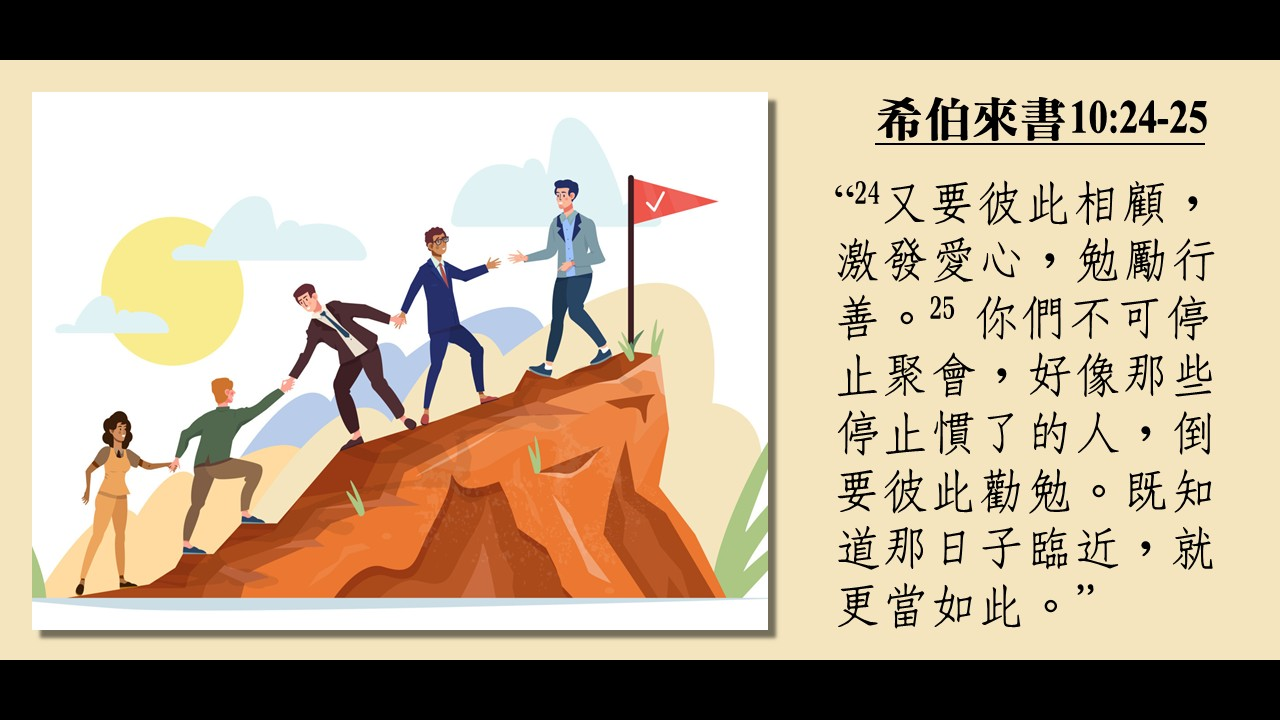 希伯來書10:24-25
“24又要彼此相顧，
激發愛心，勉勵行
善。25 你們不可停
止聚會，好像那些
停止慣了的人，倒
要彼此勸勉。既知
道那日子臨近，就
更當如此。”